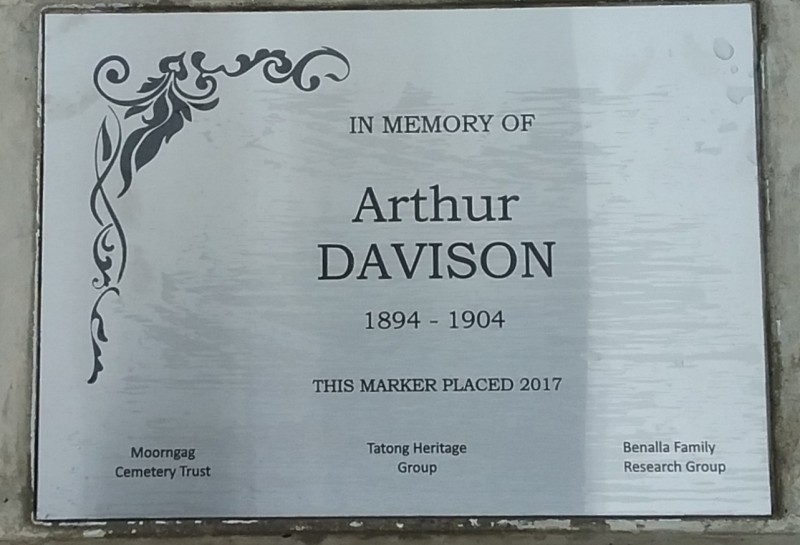 IN MEMORY OF
Arthur
DAVISON
1894 - 1904
THIS MARKER PLACED 2017
Moorngag
Cemetery Trust
Tatong Heritage
Group
Benalla Family
Research Group